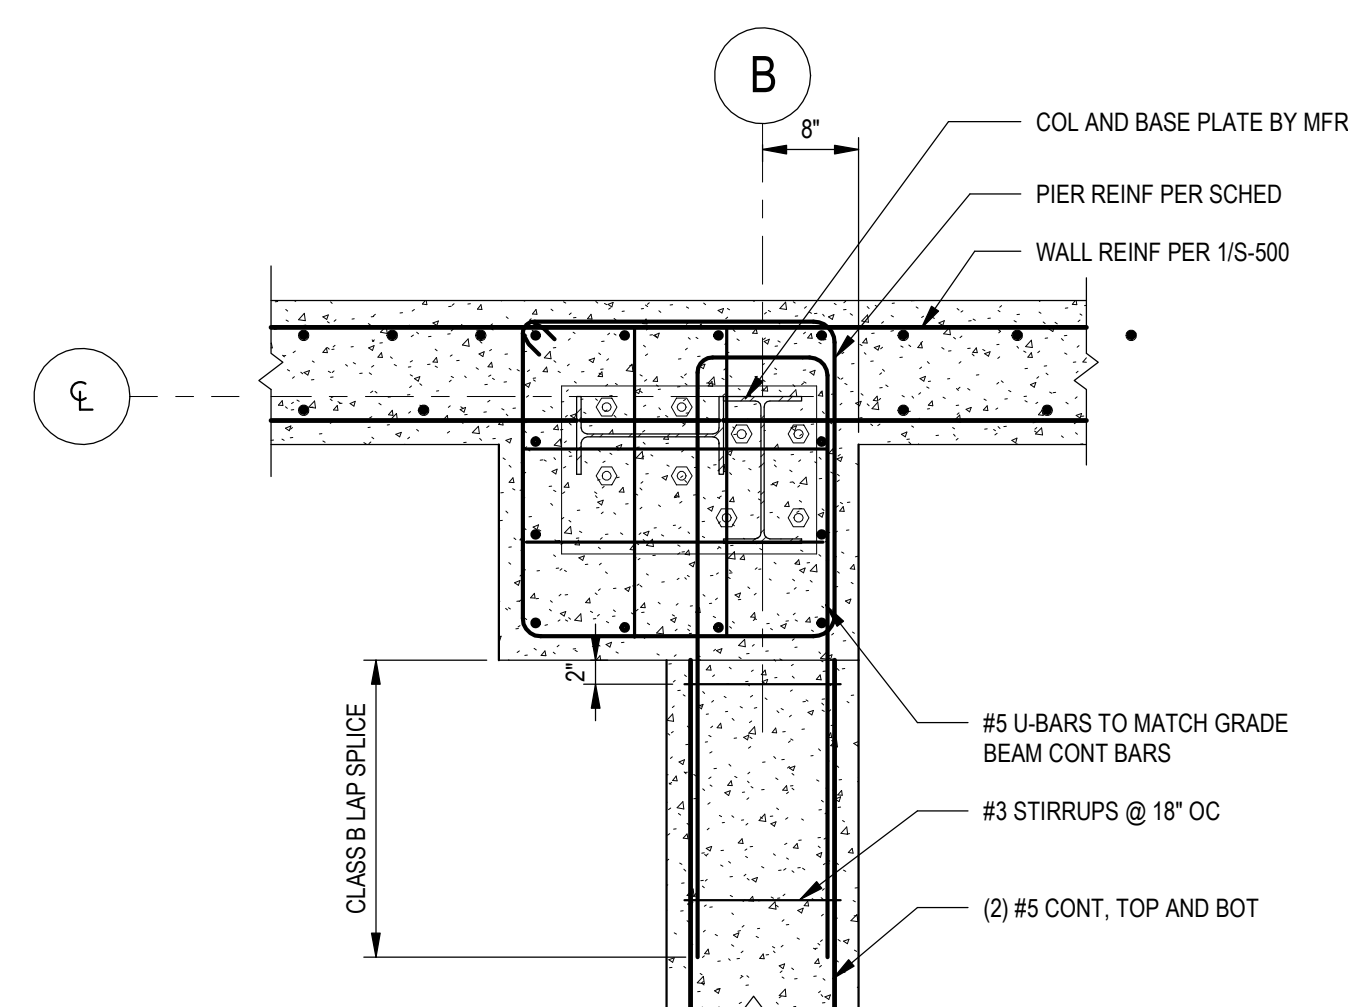 B
8"
COL AND BASE PLATE BY MFR
PIER REINF PER SCHED
WALL REINF PER 1/S-500
℄
2"
CLASS B LAP SPLICE
#5 U-BARS TO MATCH GRADE
BEAM CONT BARS
#3 STIRRUPS @ 18" OC
(2) #5 CONT, TOP AND BOT